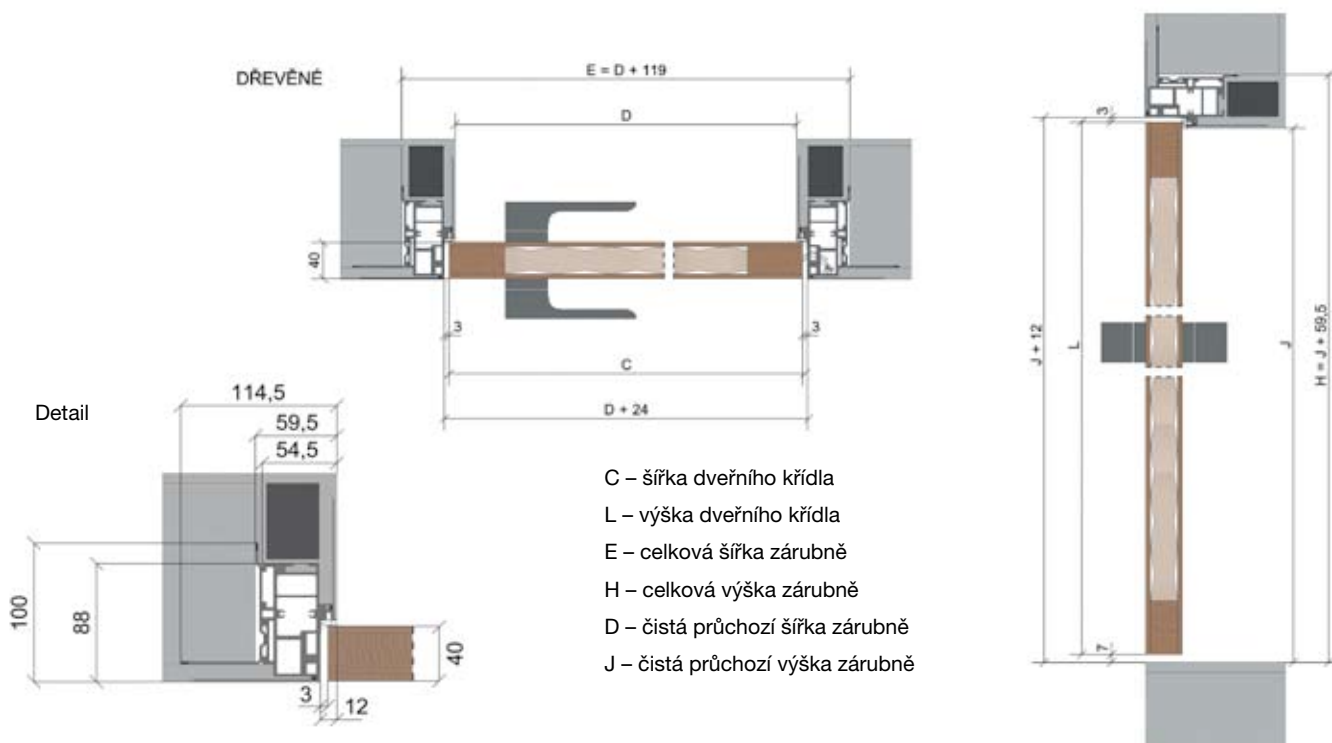 DŘEVĚNÉ
E = D + 119
D
40
3
3
C
D + 24
3
J + 12
L
J
H = J + 59,5
7
Detail
114,5
59,5
54,5
100
88
40
3
12
C – šířka dveřního křídla
L – výška dveřního křídla
E – celková šířka zárubně
H – celková výška zárubně
D – čistá průchozí šířka zárubně
J – čistá průchozí výška zárubně